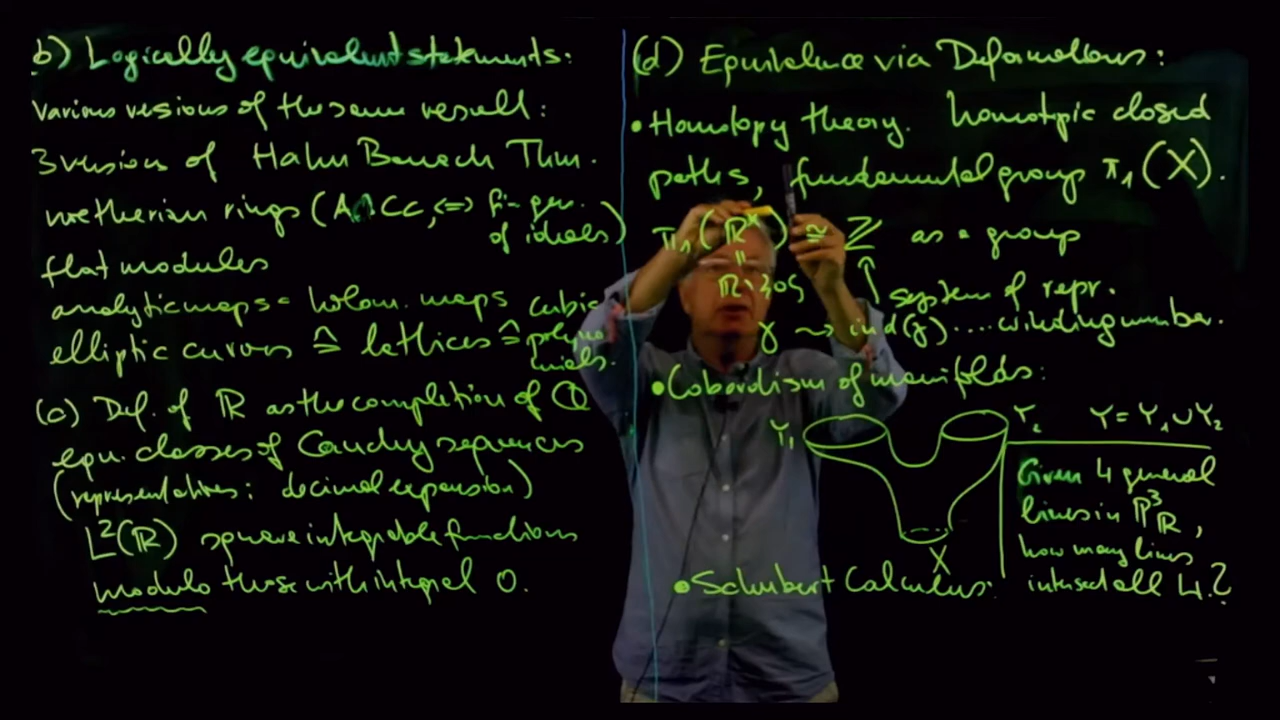 b) Logically equivalent statements:
various versions of the same result:
3 version of Hahn Banach Thm.
noetherian rings (ACC, <=> fin-gen.
of ideals)
flat modules
analytic maps = holom. maps
elliptic curves ≙ lattices ≙ cubic
polyno
mials.
(c) Def. of ℝ as the completion of ℚ
equ. classes of Cauchy sequences
(representatives: decimal expansion)
L²(ℝ) square integrable functions
modulo those with integral 0.
(d) Equivalence via Deformations:
• Homotopy theory. homotopic closed
paths, fundamental group π₁(X).
π₁(ℝ*) ≅ ℤ as a group
"
ℝ∖{0} ↑ system of repr.
γ ⇝ ind(γ) .... winding number.
• Cobordism of manifolds:
Y₁ Y₂ Y = Y₁ ∪ Y₂
X
Given 4 general
lines in ℙ³ℝ,
how many lines
intersect all 4?
• Schubert Calculus: